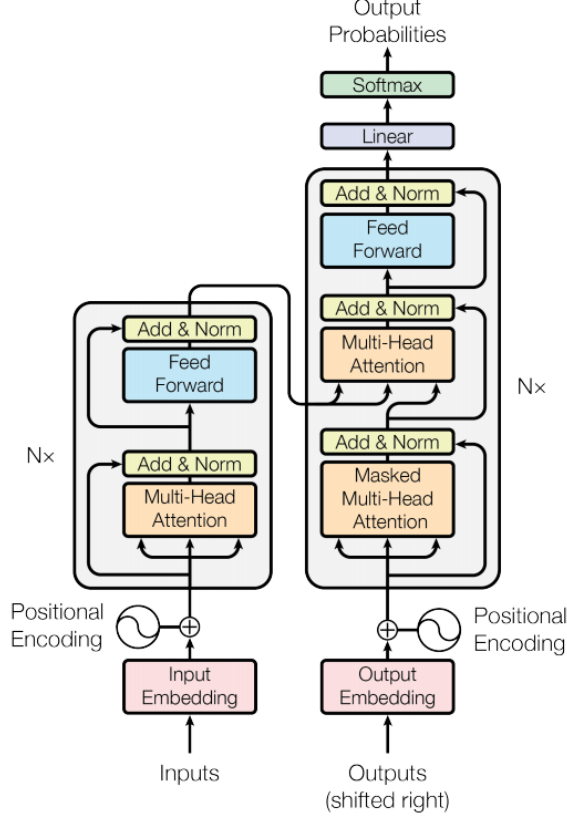 Output
Probabilities
Softmax
Linear
Add & Norm
Feed
Forward
Add & Norm
Multi-Head
Attention
Nx
Add & Norm
Masked
Multi-Head
Attention
Add & Norm
Feed
Forward
Nx
Add & Norm
Multi-Head
Attention
Positional
Encoding
Positional
Encoding
Input
Embedding
Output
Embedding
Inputs
Outputs
(shifted right)